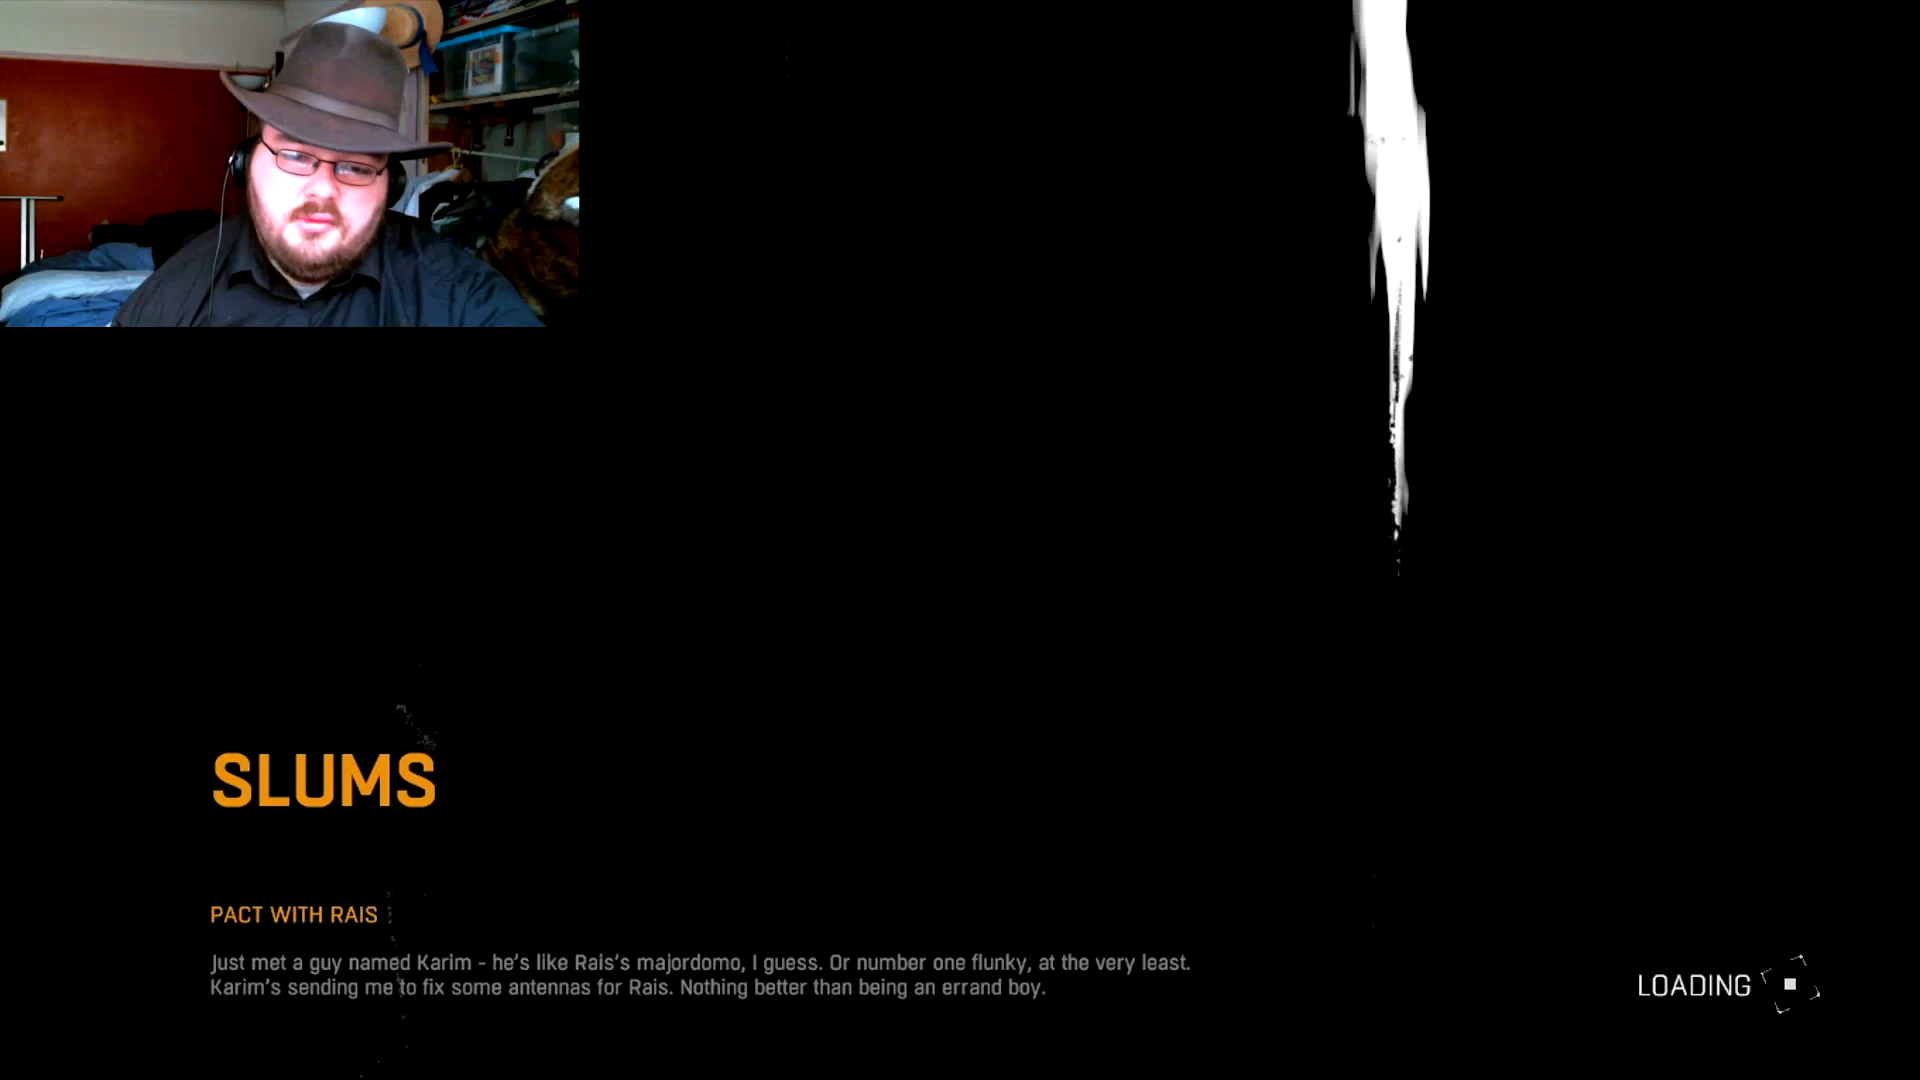 SLUMS
PACT WITH RAIS
Just met a guy named Karim - he's like Rais's majordomo, I guess. Or number one flunky, at the very least.
Karim's sending me to fix some antennas for Rais. Nothing better than being an errand boy.
LOADING